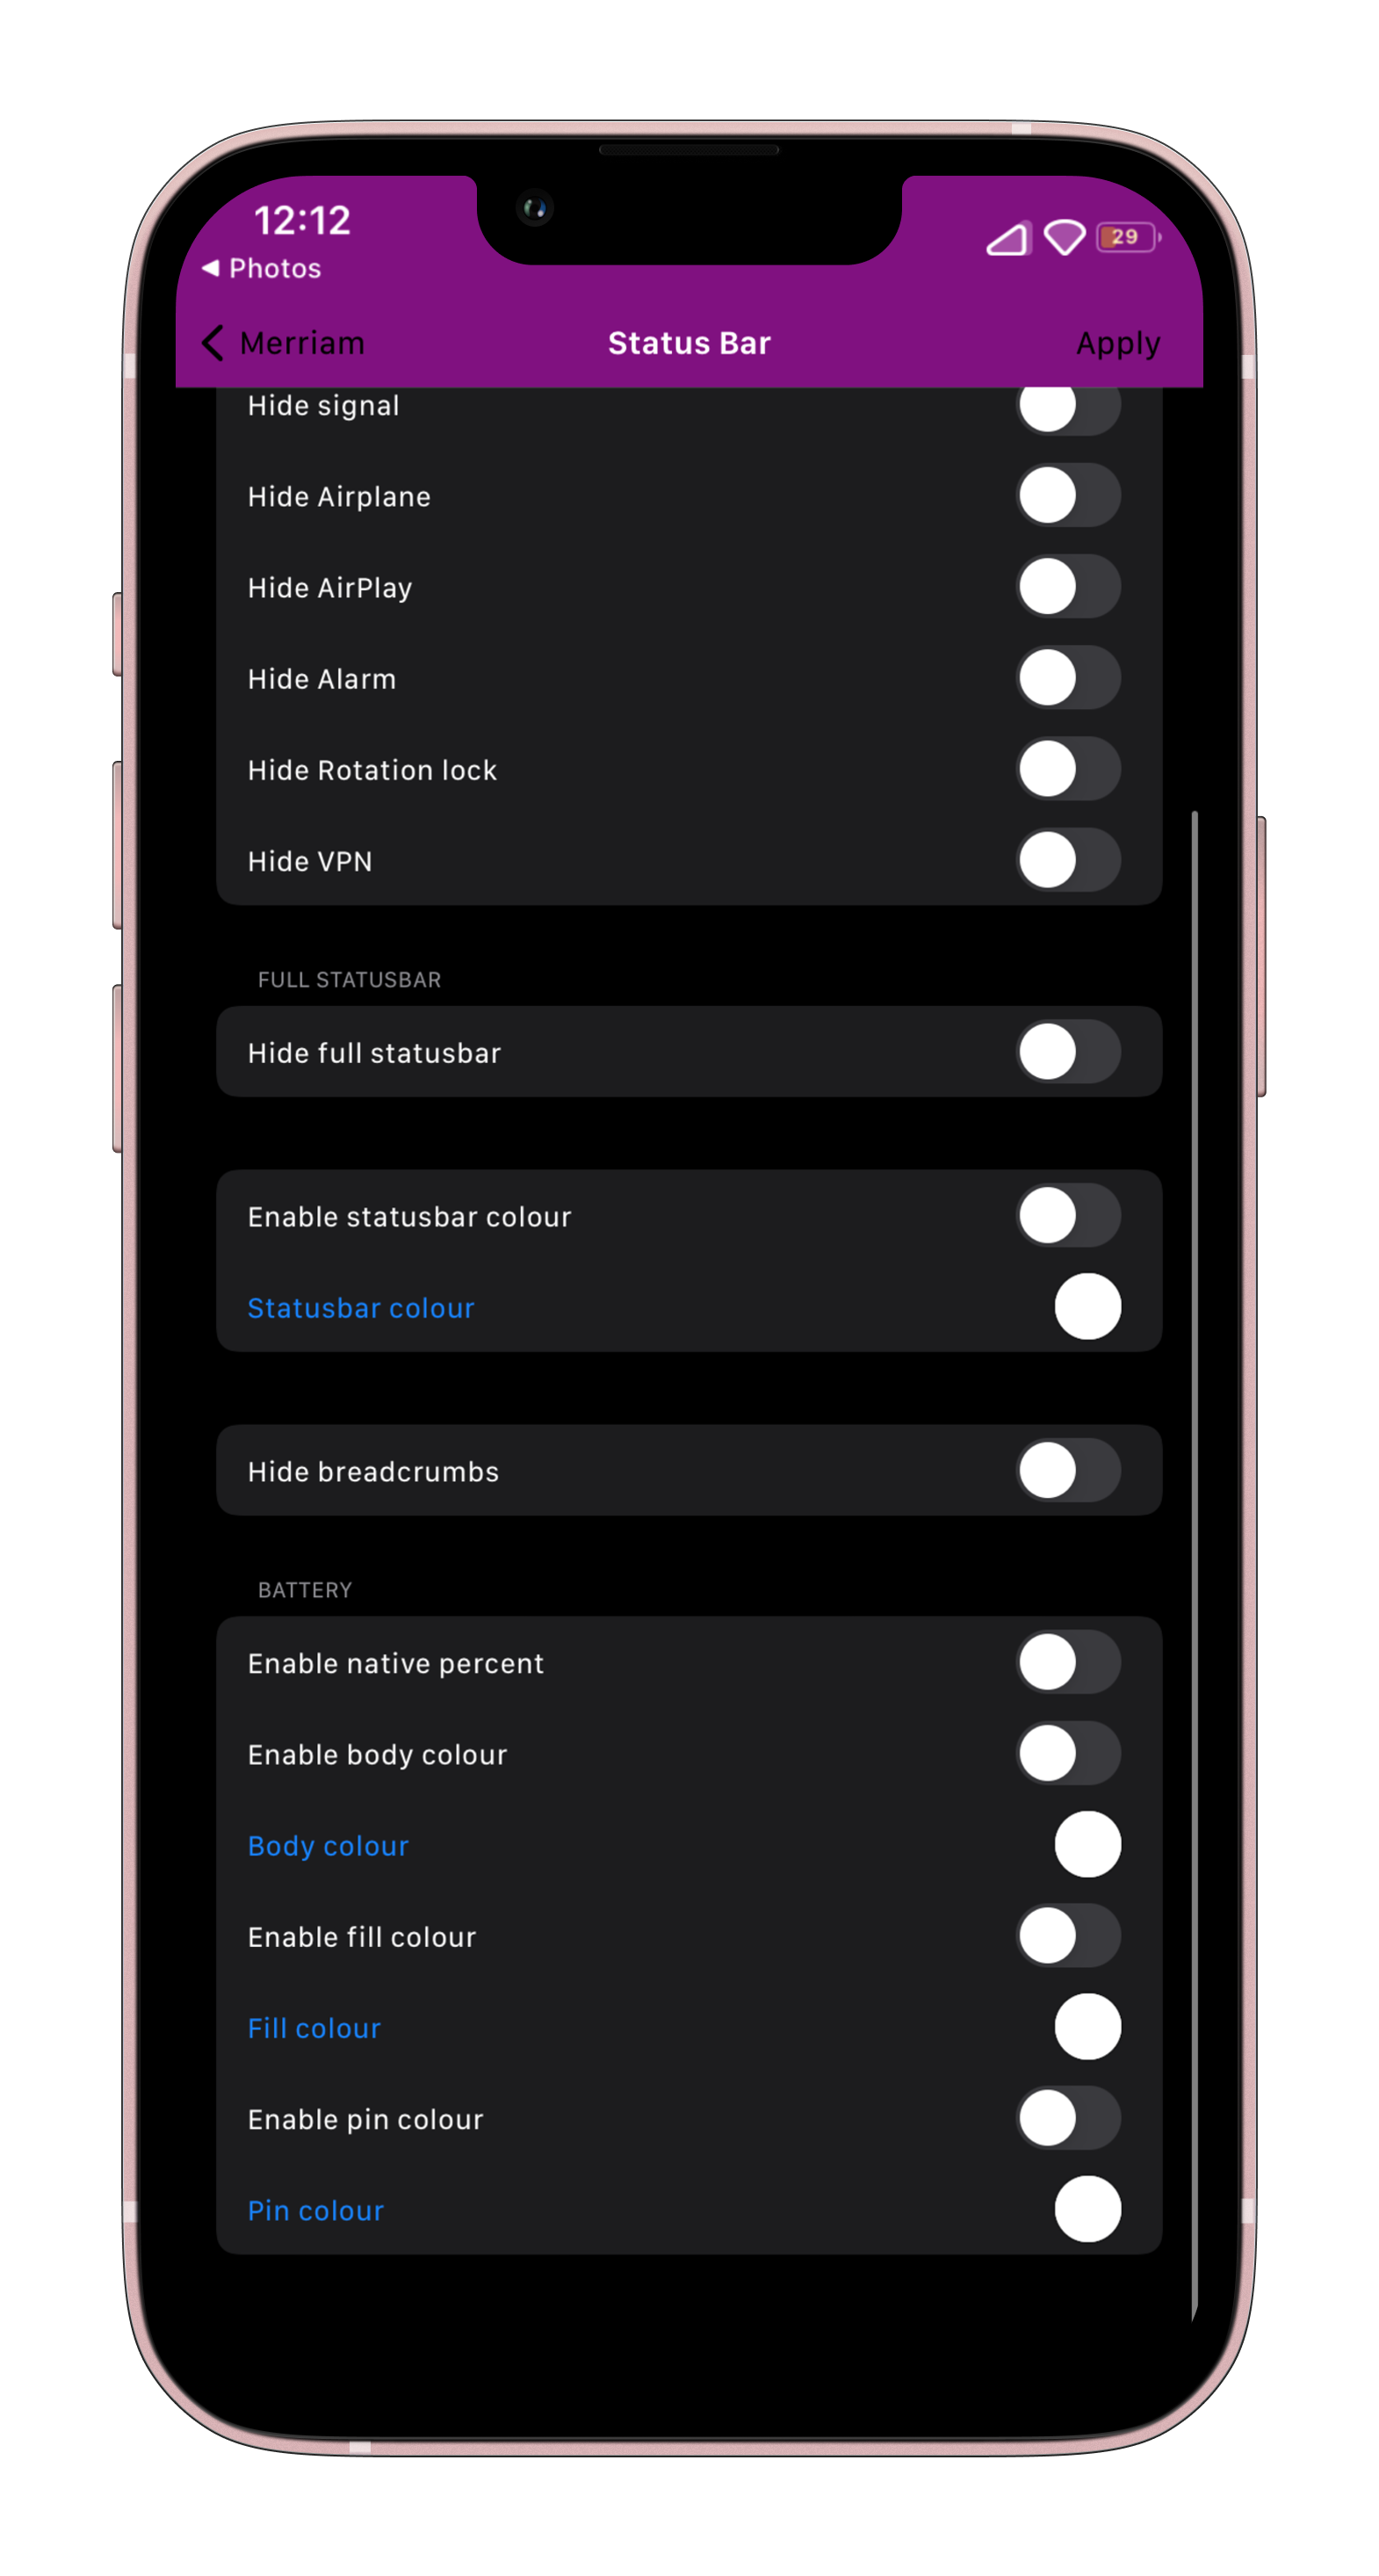 12:12
29
◀ Photos
Merriam
Status Bar
Apply
Hide signal
Hide Airplane
Hide AirPlay
Hide Alarm
Hide Rotation lock
Hide VPN
FULL STATUSBAR
Hide full statusbar
Enable statusbar colour
Statusbar colour
Hide breadcrumbs
BATTERY
Enable native percent
Enable body colour
Body colour
Enable fill colour
Fill colour
Enable pin colour
Pin colour